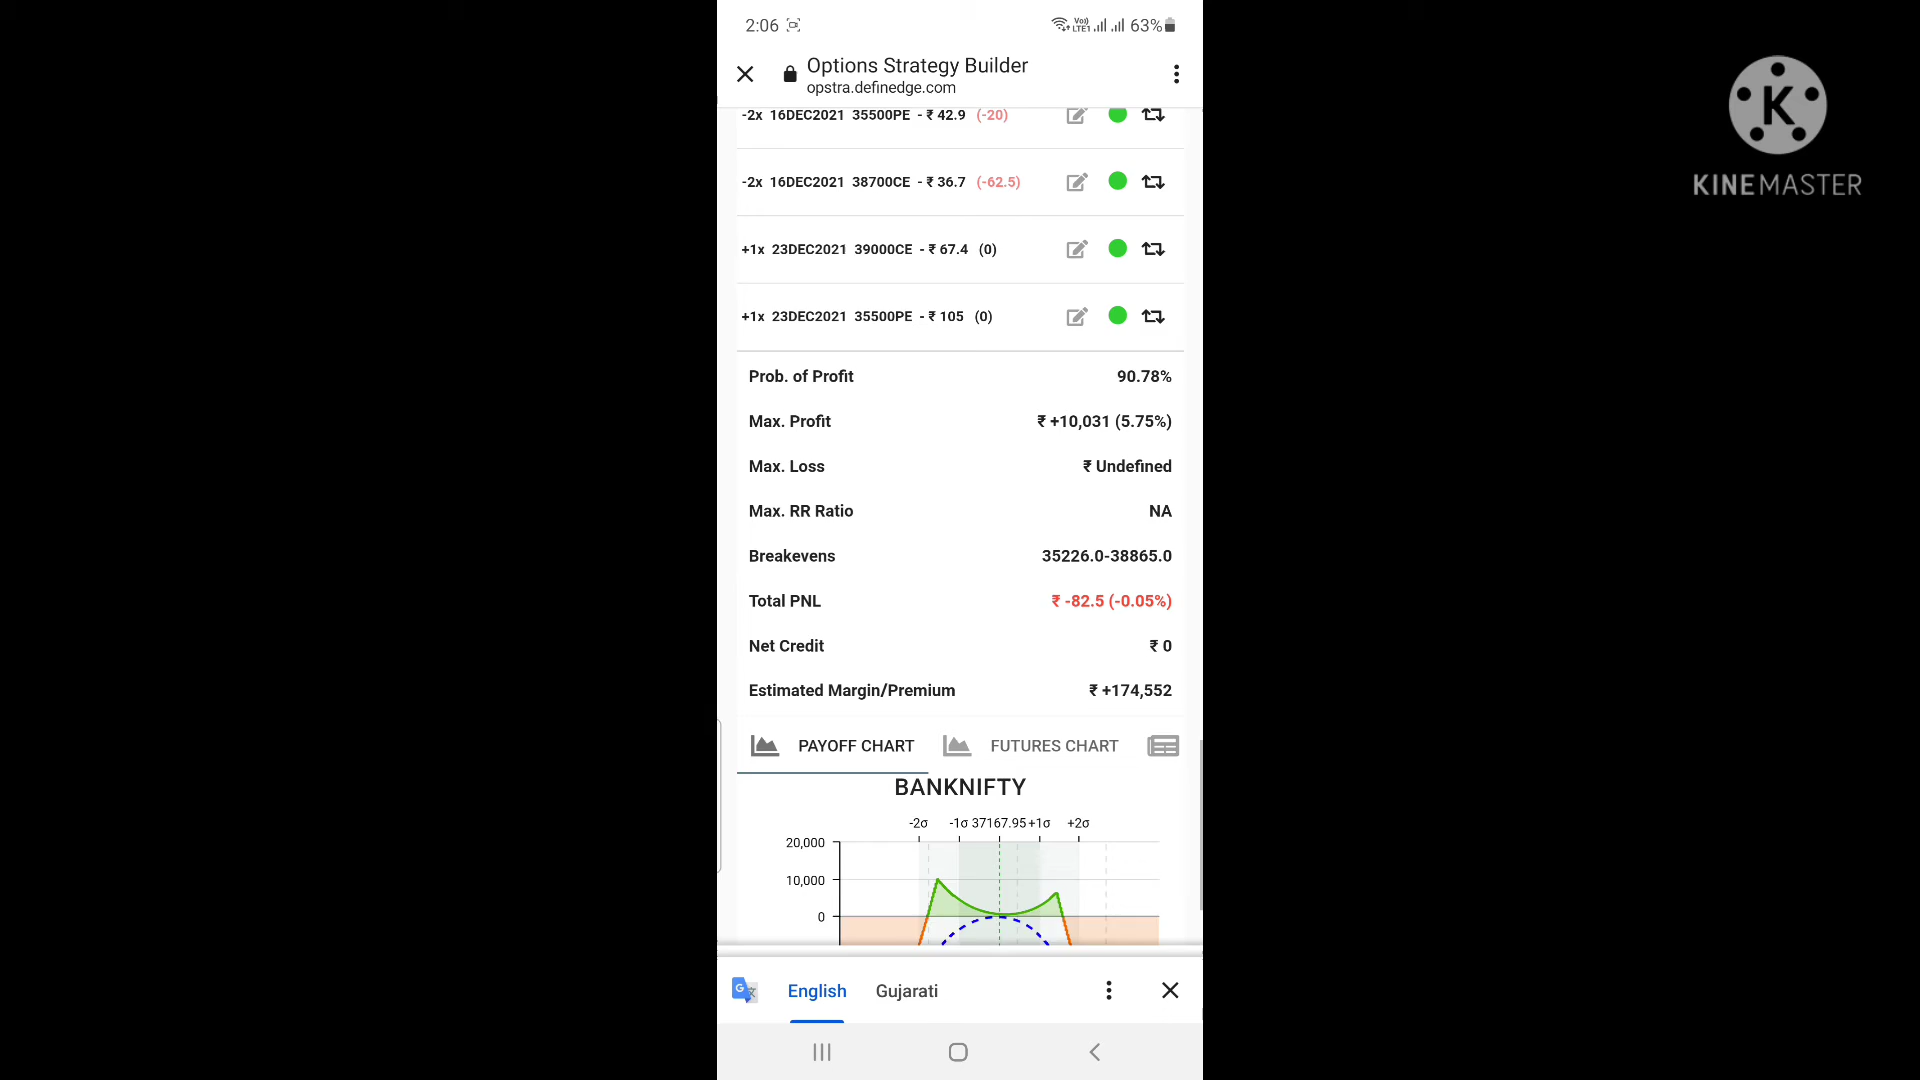 2:06 Vo)) LTE1 63%
Options Strategy Builder
opstra.definedge.com
-2x 16DEC2021 35500PE - ₹ 42.9 (-20)
-2x 16DEC2021 38700CE - ₹ 36.7 (-62.5)
+1x 23DEC2021 39000CE - ₹ 67.4 (0)
+1x 23DEC2021 35500PE - ₹ 105 (0)
Prob. of Profit 90.78%
Max. Profit ₹ +10,031 (5.75%)
Max. Loss ₹ Undefined
Max. RR Ratio NA
Breakevens 35226.0-38865.0
Total PNL ₹ -82.5 (-0.05%)
Net Credit ₹ 0
Estimated Margin/Premium ₹ +174,552
PAYOFF CHART FUTURES CHART
BANKNIFTY
-2σ -1σ 37167.95 +1σ +2σ
20,000
10,000
0
English Gujarati
K
KINEMASTER